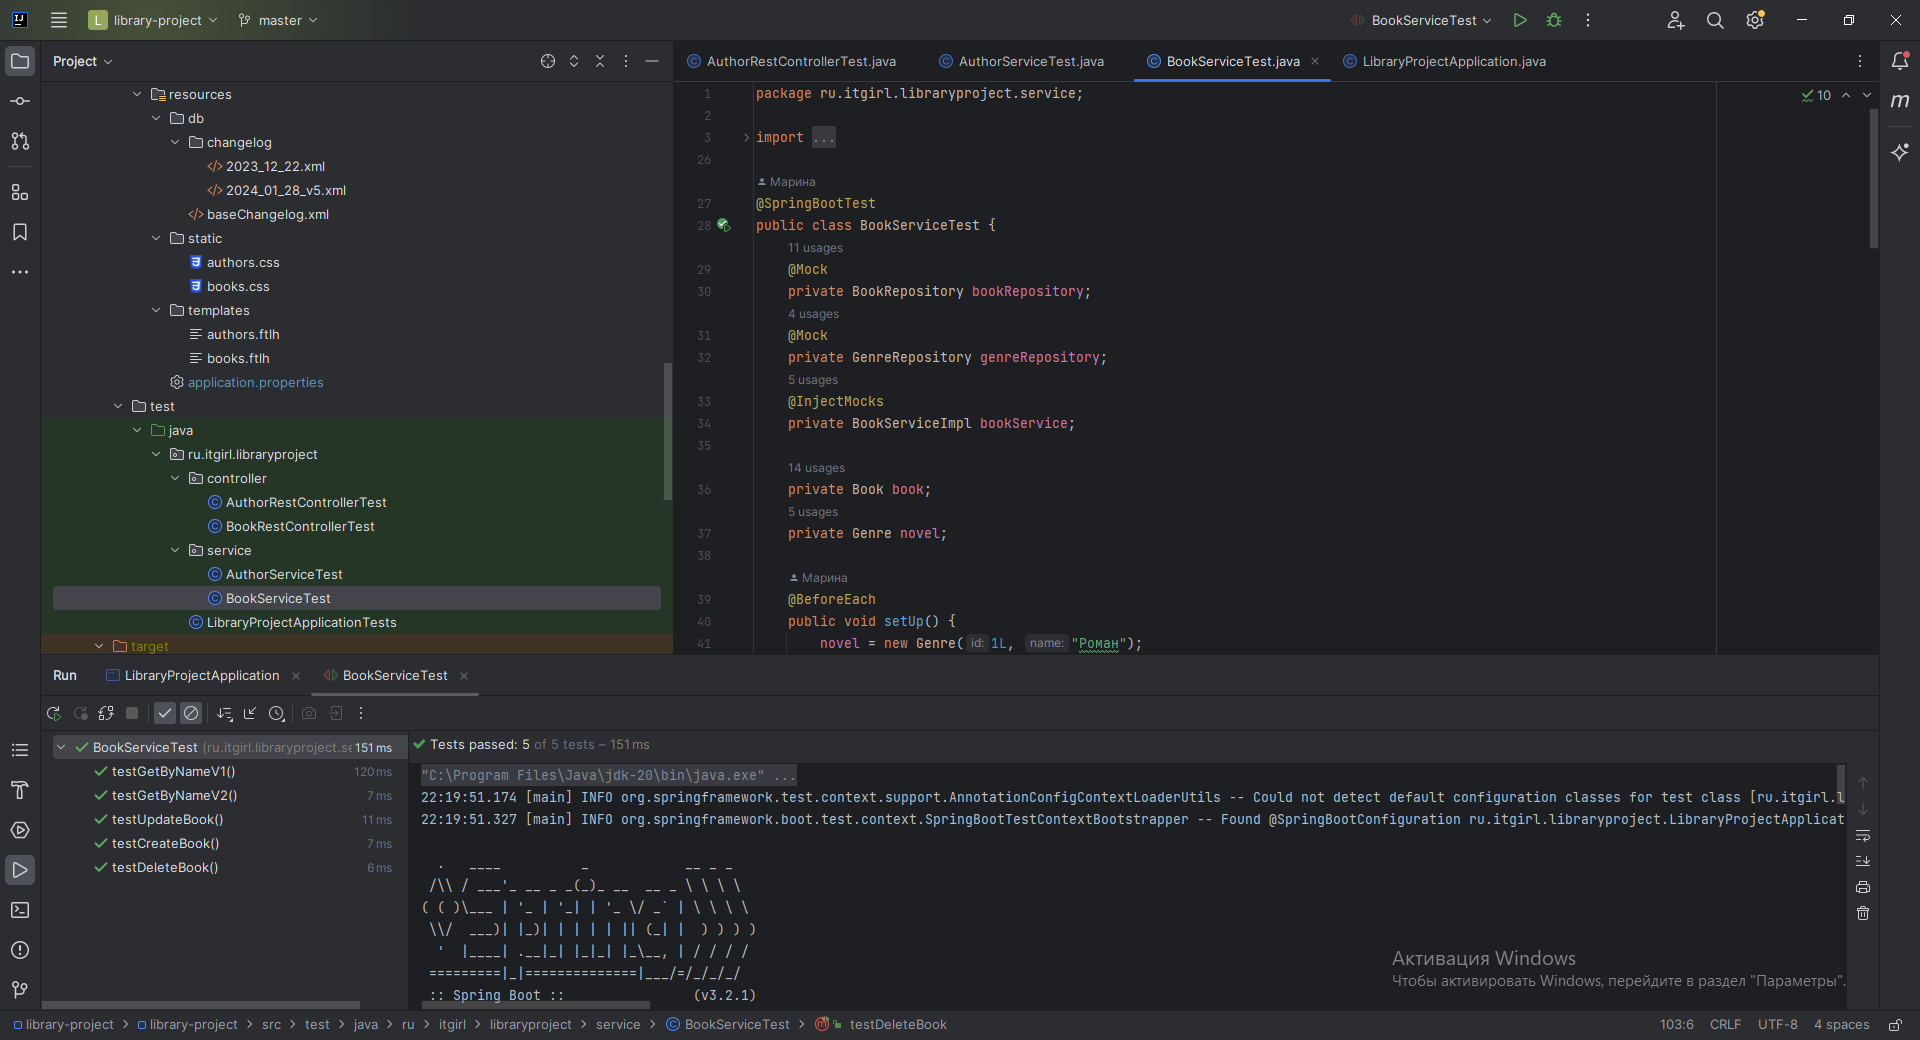 L library-project master BookServiceTest
Project
resources
db
changelog
2023_12_22.xml
2024_01_28_v5.xml
baseChangelog.xml
static
authors.css
books.css
templates
authors.ftlh
books.ftlh
application.properties
test
java
ru.itgirl.libraryproject
controller
AuthorRestControllerTest
BookRestControllerTest
service
AuthorServiceTest
BookServiceTest
LibraryProjectApplicationTests
target
AuthorRestControllerTest.java AuthorServiceTest.java BookServiceTest.java LibraryProjectApplication.java
10
1 package ru.itgirl.libraryproject.service;
2
3 import ...
26
Марина
27 @SpringBootTest
28 public class BookServiceTest {
11 usages
29 @Mock
30 private BookRepository bookRepository;
4 usages
31 @Mock
32 private GenreRepository genreRepository;
5 usages
33 @InjectMocks
34 private BookServiceImpl bookService;
35
14 usages
36 private Book book;
5 usages
37 private Genre novel;
38
Марина
39 @BeforeEach
40 public void setUp() {
41 novel = new Genre( id: 1L, name: "Роман");
m
Run LibraryProjectApplication BookServiceTest
BookServiceTest (ru.itgirl.libraryproject.se 151 ms
testGetByNameV1() 120 ms
testGetByNameV2() 7 ms
testUpdateBook() 11 ms
testCreateBook() 7 ms
testDeleteBook() 6 ms
Tests passed: 5 of 5 tests – 151 ms
"C:\Program Files\Java\jdk-20\bin\java.exe" ...
22:19:51.174 [main] INFO org.springframework.test.context.support.AnnotationConfigContextLoaderUtils -- Could not detect default configuration classes for test class [ru.itgirl.l
22:19:51.327 [main] INFO org.springframework.boot.test.context.SpringBootTestContextBootstrapper -- Found @SpringBootConfiguration ru.itgirl.libraryproject.LibraryProjectApplicat
  .   ____          _            __ _ _
 /\\ / ___'_ __ _ _(_)_ __  __ _ \ \ \ \
( ( )\___ | '_ | '_| | '_ \/ _` | \ \ \ \
 \\/  ___)| |_)| | | | | || (_| |  ) ) ) )
  '  |____| .__|_| |_|_| |_\__, | / / / /
 =========|_|==============|___/=/_/_/_/
 :: Spring Boot ::                (v3.2.1)
Активация Windows
Чтобы активировать Windows, перейдите в раздел "Параметры".
library-project > library-project > src > test > java > ru > itgirl > libraryproject > service > BookServiceTest > testDeleteBook 103:6 CRLF UTF-8 4 spaces